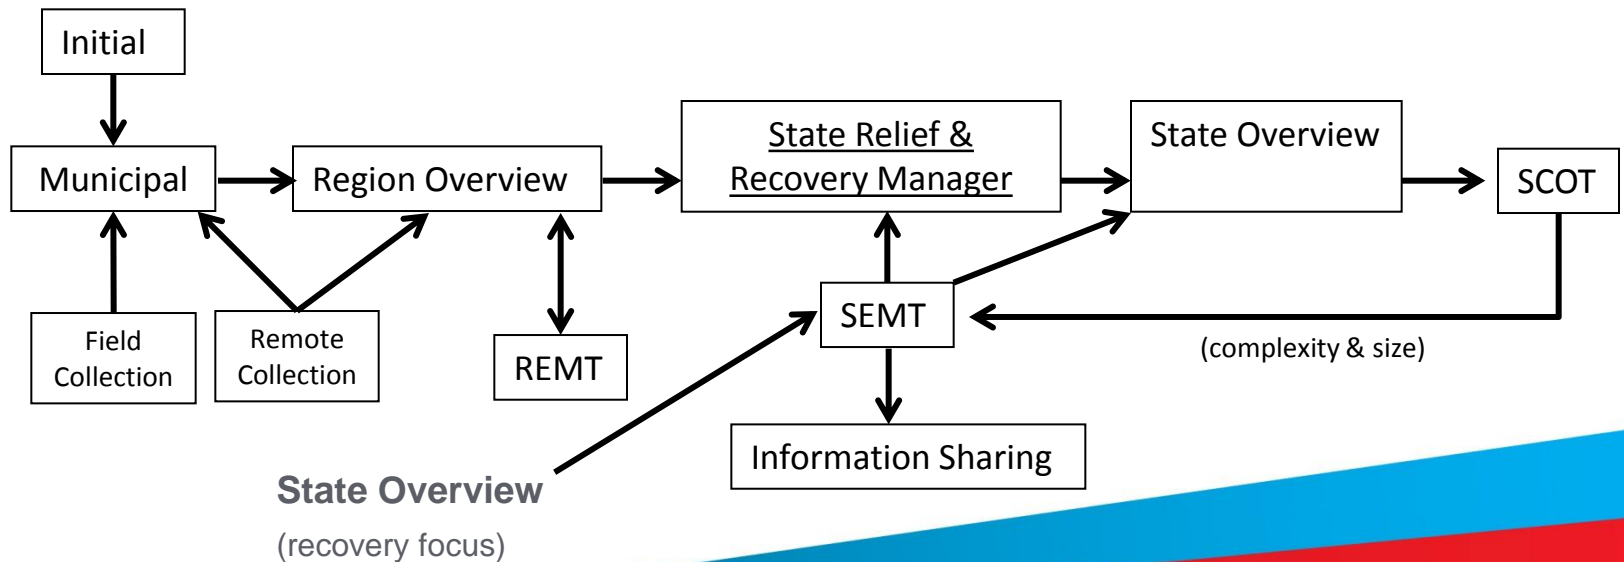 Initial
Municipal
Region Overview
State Relief &
Recovery Manager
State Overview
SCOT
Field
Collection
Remote
Collection
REMT
SEMT
(complexity & size)
Information Sharing
State Overview
(recovery focus)